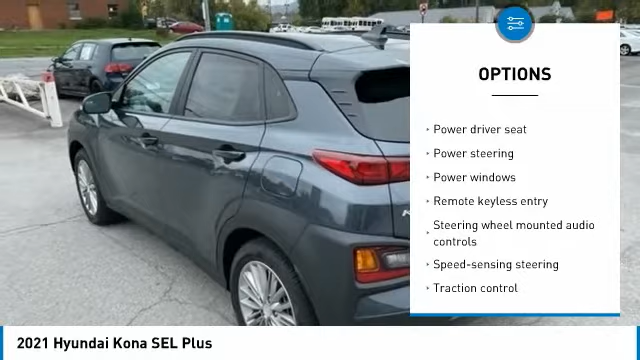 OPTIONS
Power driver seat
Power steering
Power windows
Remote keyless entry
Steering wheel mounted audio
controls
Speed-sensing steering
Traction control
2021 Hyundai Kona SEL Plus